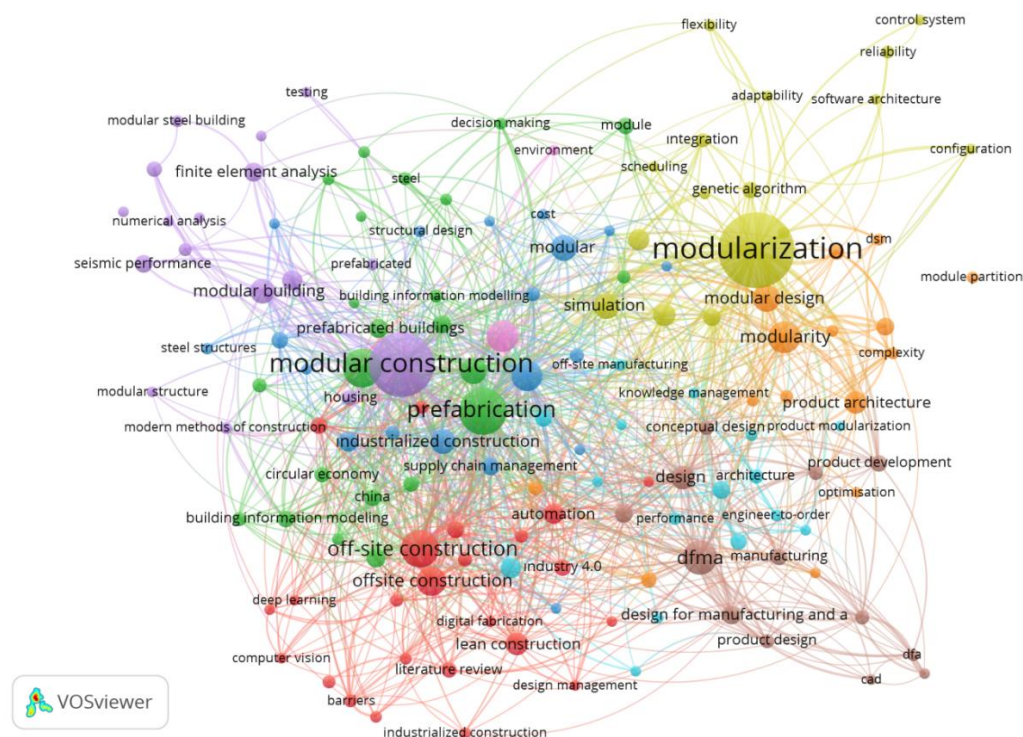 flexibility
control system
reliability
testing
adaptability
software architecture
modular steel building
decision making
module
integration
environment
configuration
scheduling
finite element analysis
steel
genetic algorithm
cost
numerical analysis
structural design
modular
modularization
dsm
seismic performance
prefabricated
module partition
modular building
building information modelling
simulation
modular design
prefabricated buildings
modularity
steel structures
complexity
modular construction
off-site manufacturing
modular structure
housing
knowledge management
prefabrication
product architecture
modern methods of construction
conceptual design
product modularization
industrialized construction
supply chain management
circular economy
design
architecture
product development
china
optimisation
building information modeling
automation
performance
engineer-to-order
off-site construction
dfma
manufacturing
industry 4.0
offsite construction
deep learning
digital fabrication
design for manufacturing and a
lean construction
product design
computer vision
literature review
dfa
design management
cad
barriers
VOSviewer
industrialized construction